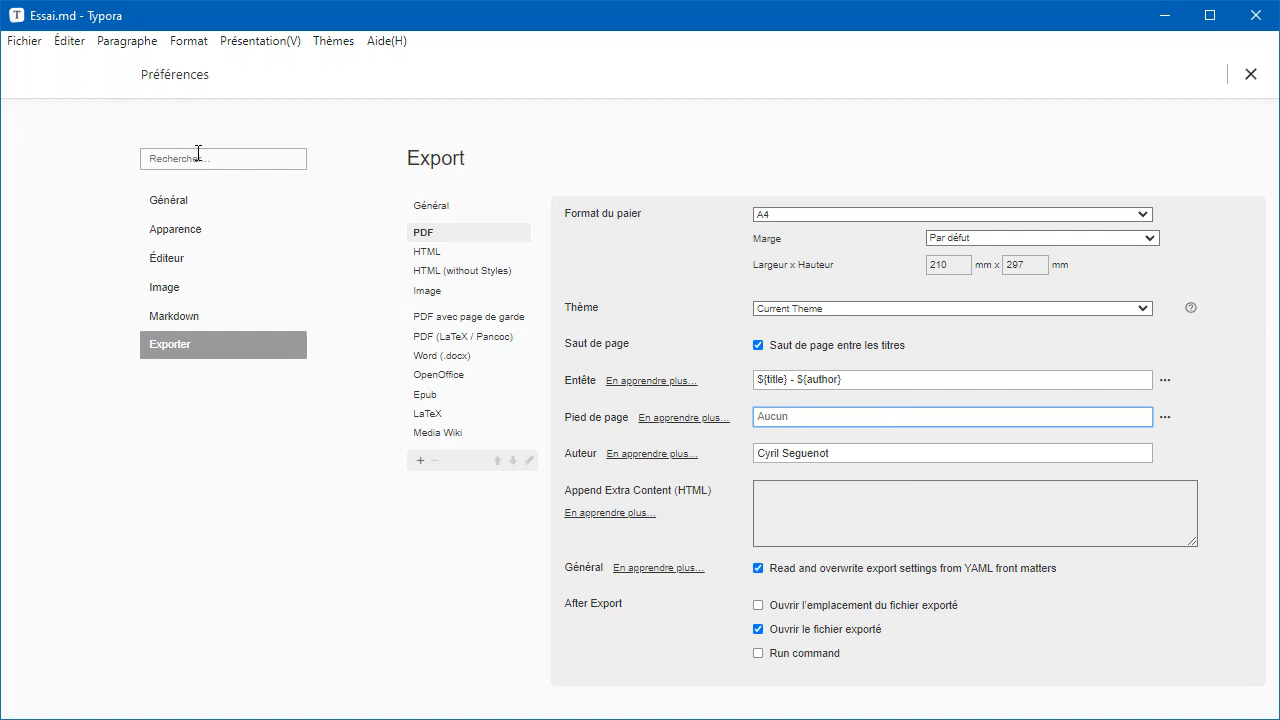 Essai.md - Typora
Fichier Éditer Paragraphe Format Présentation(V) Thèmes Aide(H)
Préférences
Recherche...
Général
Apparence
Éditeur
Image
Markdown
Exporter
Export
Général
PDF
HTML
HTML (without Styles)
Image
PDF avec page de garde
PDF (LaTeX / Pancoc)
Word (.docx)
OpenOffice
Epub
LaTeX
Media Wiki
Format du paier A4
Marge Par défut
Largeur x Hauteur 210 mm x 297 mm
Thème Current Theme
Saut de page Saut de page entre les titres
Entête En apprendre plus... ${title} - ${author}
Pied de page En apprendre plus... Aucun
Auteur En apprendre plus... Cyril Seguenot
Append Extra Content (HTML)
En apprendre plus...
Général En apprendre plus... Read and overwrite export settings from YAML front matters
After Export Ouvrir l'emplacement du fichier exporté
Ouvrir le fichier exporté
Run command